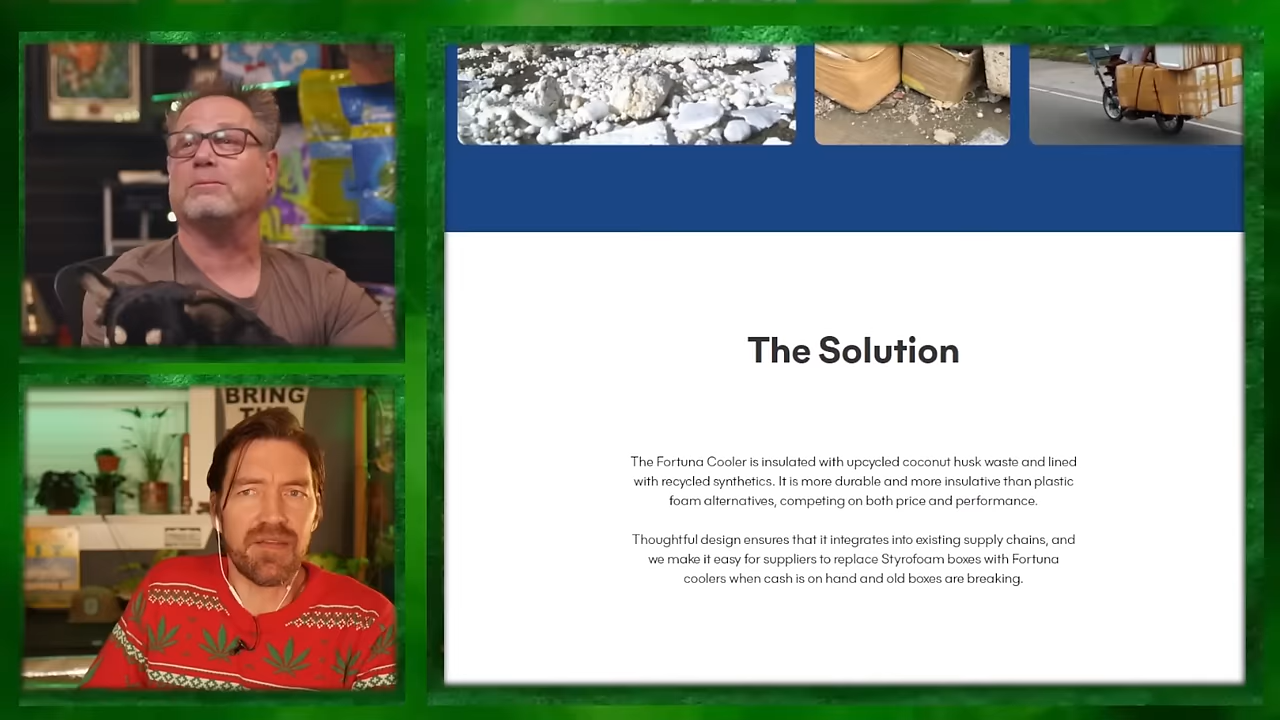 BRING
THE
The Solution
The Fortuna Cooler is insulated with upcycled coconut husk waste and lined
with recycled synthetics. It is more durable and more insulative than plastic
foam alternatives, competing on both price and performance.
Thoughtful design ensures that it integrates into existing supply chains, and
we make it easy for suppliers to replace Styrofoam boxes with Fortuna
coolers when cash is on hand and old boxes are breaking.